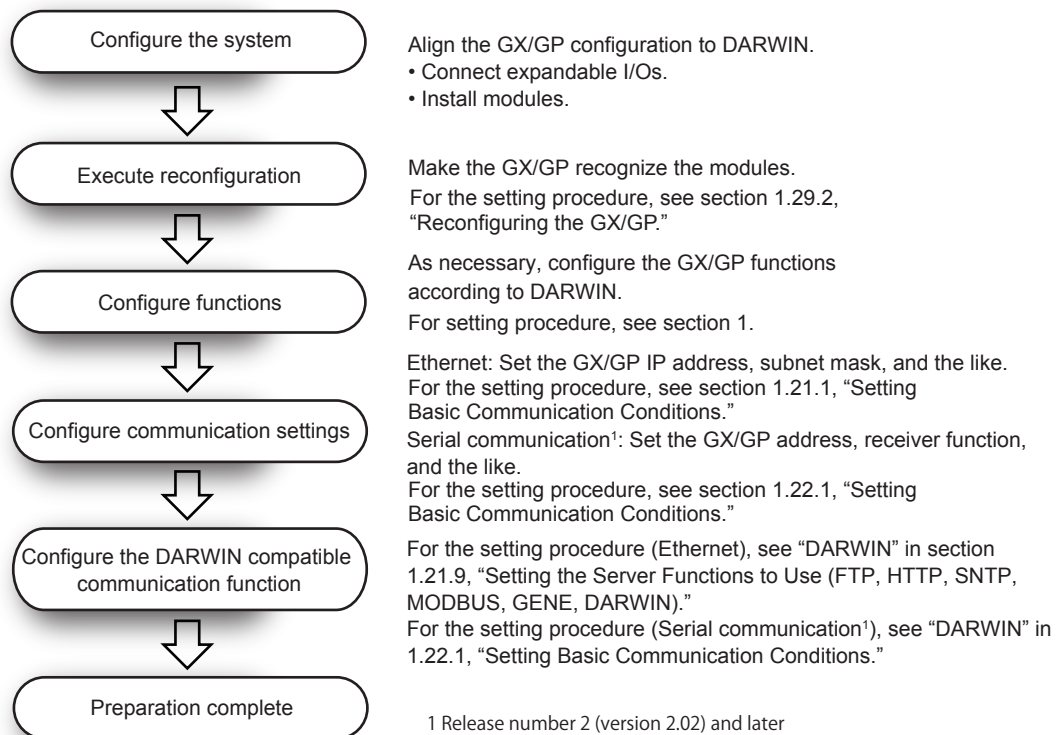 Configure the system
Align the GX/GP configuration to DARWIN.
• Connect expandable I/Os.
• Install modules.
Execute reconfiguration
Make the GX/GP recognize the modules.
For the setting procedure, see section 1.29.2,
“Reconfiguring the GX/GP.”
Configure functions
As necessary, configure the GX/GP functions
according to DARWIN.
For setting procedure, see section 1.
Configure communication settings
Ethernet: Set the GX/GP IP address, subnet mask, and the like.
For the setting procedure, see section 1.21.1, “Setting
Basic Communication Conditions.”
Serial communication¹: Set the GX/GP address, receiver function,
and the like.
For the setting procedure, see section 1.22.1, “Setting
Basic Communication Conditions.”
Configure the DARWIN compatible
communication function
For the setting procedure (Ethernet), see “DARWIN” in section
1.21.9, “Setting the Server Functions to Use (FTP, HTTP, SNTP,
MODBUS, GENE, DARWIN).”
For the setting procedure (Serial communication¹), see “DARWIN” in
1.22.1, “Setting Basic Communication Conditions.”
Preparation complete
1 Release number 2 (version 2.02) and later